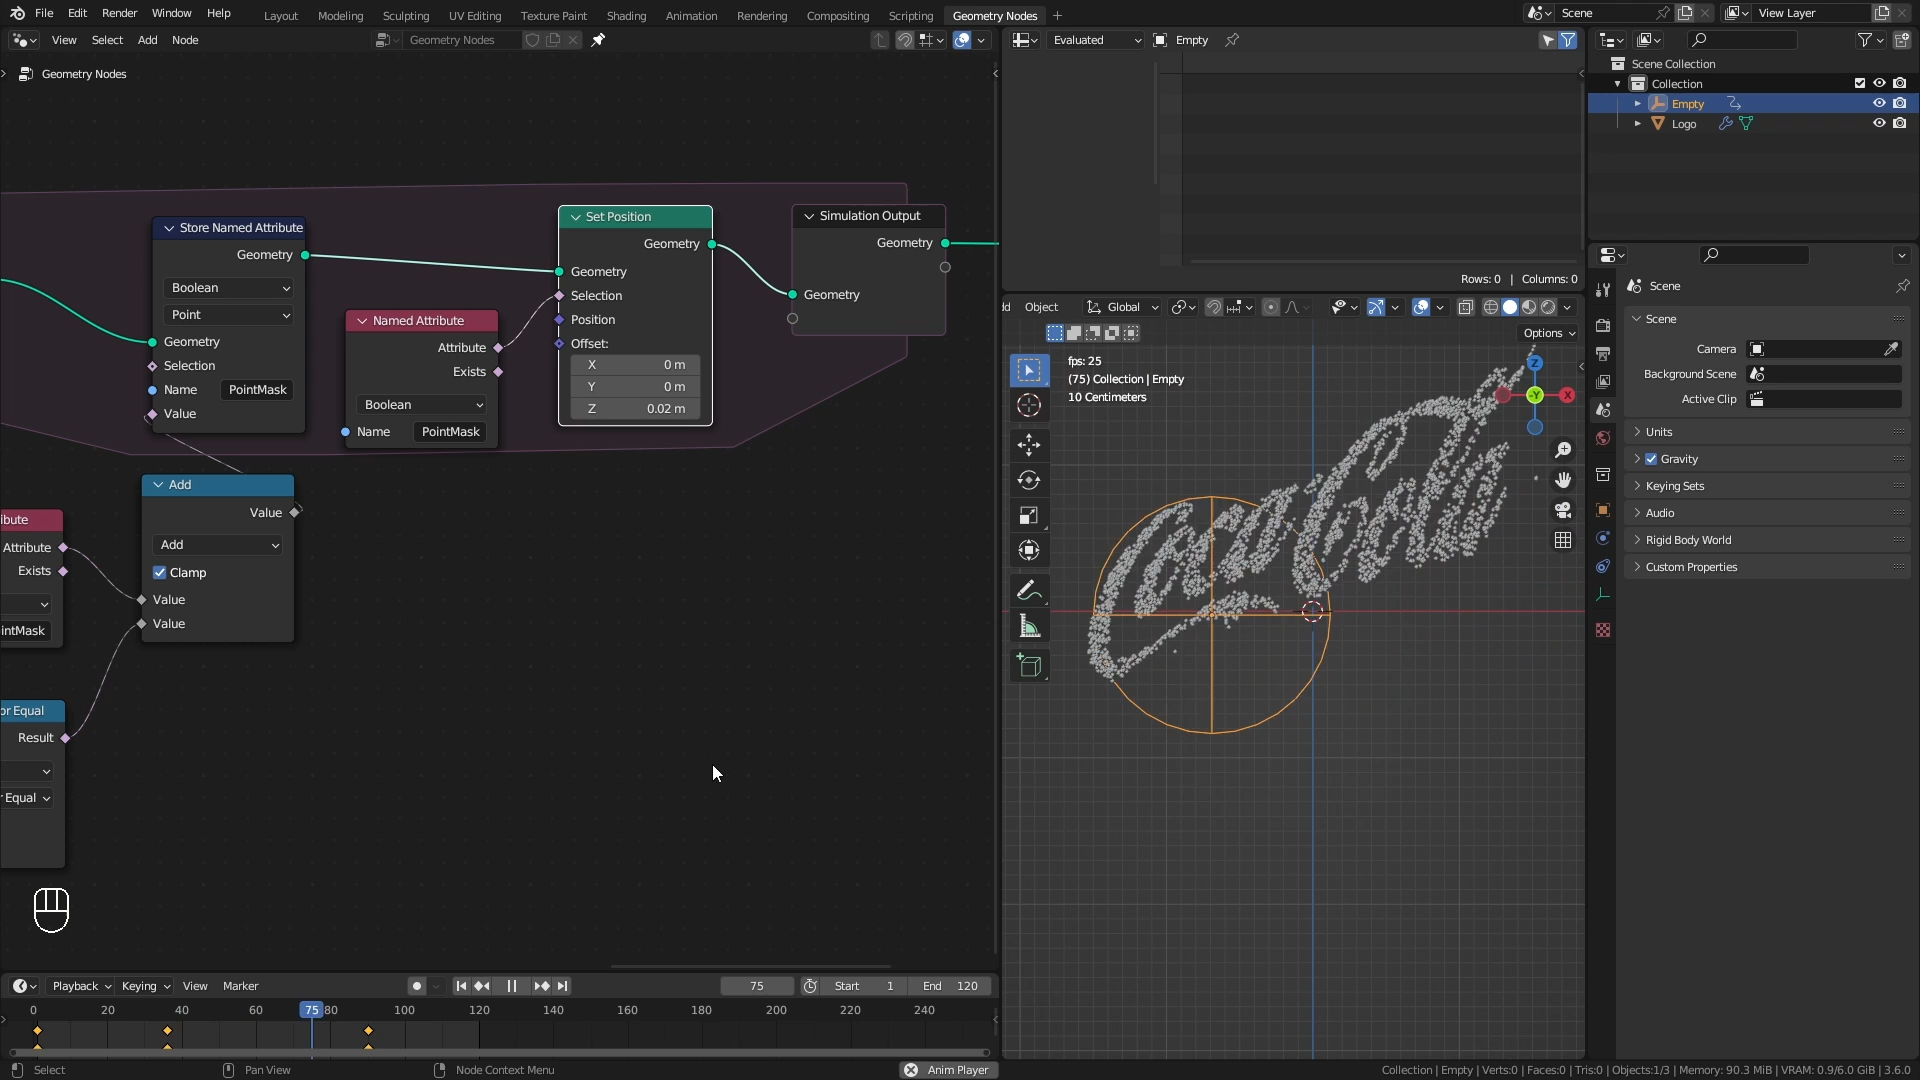 File Edit Render Window Help
Layout Modeling Sculpting UV Editing Texture Paint Shading Animation Rendering Compositing Scripting Geometry Nodes +
Scene
View Layer
View Select Add Node
Geometry Nodes
Evaluated
Empty
Geometry Nodes
Scene Collection
Collection
Empty
Logo
Store Named Attribute
Geometry
Boolean
Point
Geometry
Selection
Name PointMask
Value
Named Attribute
Attribute
Exists
Boolean
Name PointMask
Set Position
Geometry
Geometry
Selection
Position
Offset:
X 0 m
Y 0 m
Z 0.02 m
Simulation Output
Geometry
Geometry
Add
Value
Add
Clamp
Value
Value
ibute
Attribute
Exists
intMask
or Equal
Result
r Equal
Rows: 0 | Columns: 0
d Object
Global
Options
fps: 25
(75) Collection | Empty
10 Centimeters
Z
-Y
X
Scene
Scene
Camera
Background Scene
Active Clip
Units
Gravity
Keying Sets
Audio
Rigid Body World
Custom Properties
Playback Keying View Marker
75
Start 1
End 120
0 20 40 60 75 80 100 120 140 160 180 200 220 240
Select
Pan View
Node Context Menu
Anim Player
Collection | Empty | Verts:0 | Faces:0 | Tris:0 | Objects:1/3 | Memory: 90.3 MiB | VRAM: 0.9/6.0 GiB | 3.6.0